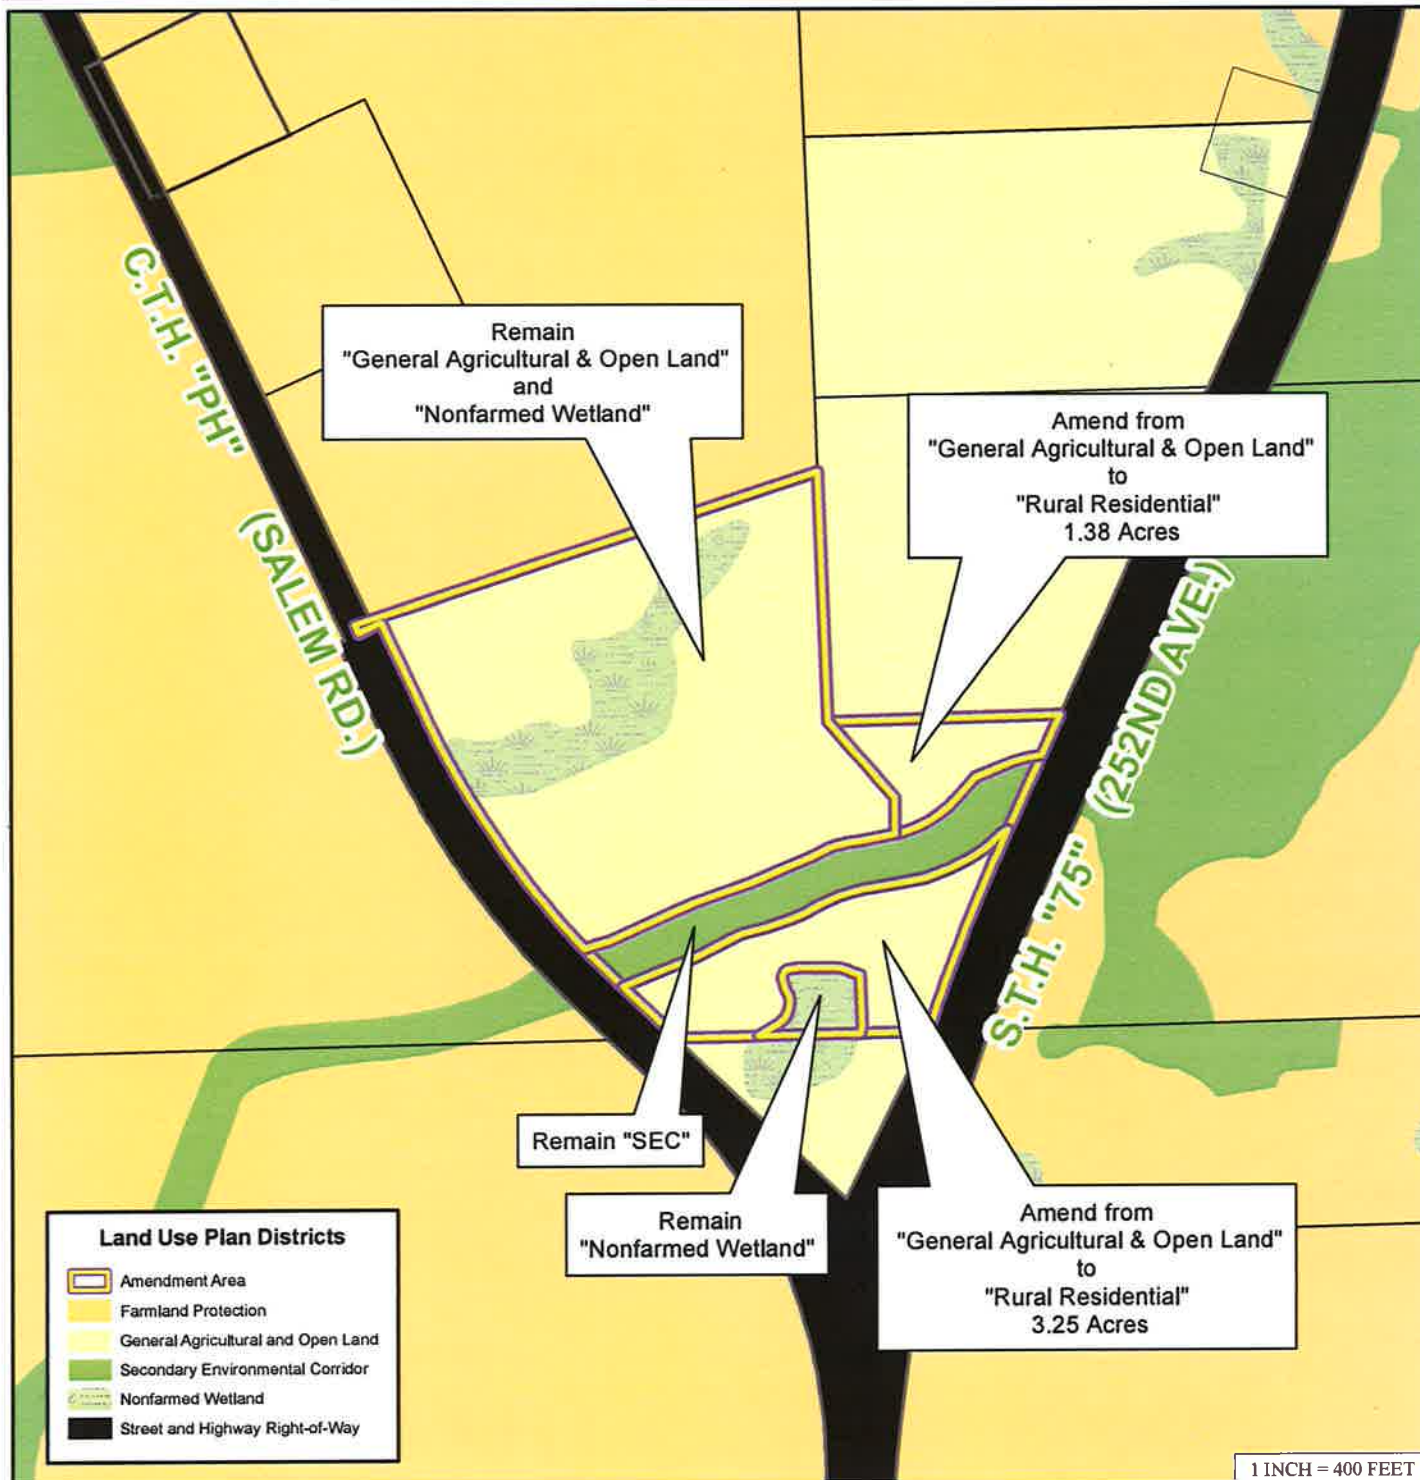 C.T.H. "PH" (SALEM RD.)
Remain
"General Agricultural & Open Land"
and
"Nonfarmed Wetland"
Amend from
"General Agricultural & Open Land"
to
"Rural Residential"
1.38 Acres
S.T.H. "75" (252ND AVE.)
Remain "SEC"
Remain
"Nonfarmed Wetland"
Amend from
"General Agricultural & Open Land"
to
"Rural Residential"
3.25 Acres
Land Use Plan Districts
Amendment Area
Farmland Protection
General Agricultural and Open Land
Secondary Environmental Corridor
Nonfarmed Wetland
Street and Highway Right-of-Way
1 INCH = 400 FEET